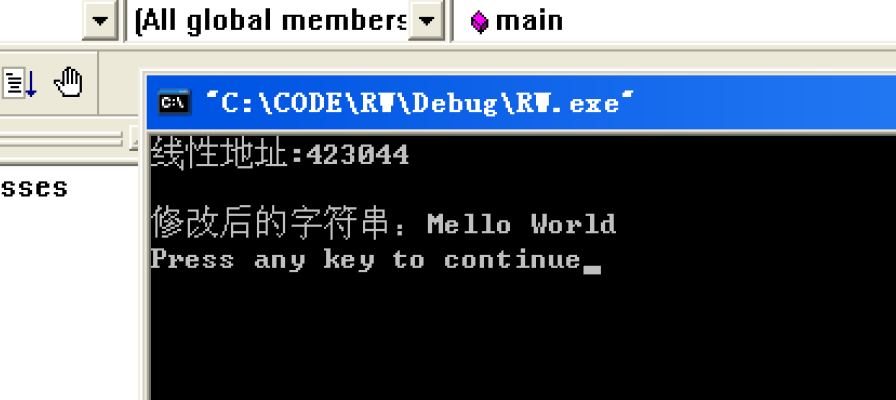 (All global members
main
"C:\CODE\RW\Debug\RW.exe"
线性地址:423044
sses
修改后的字符串：Mello World
Press any key to continue_